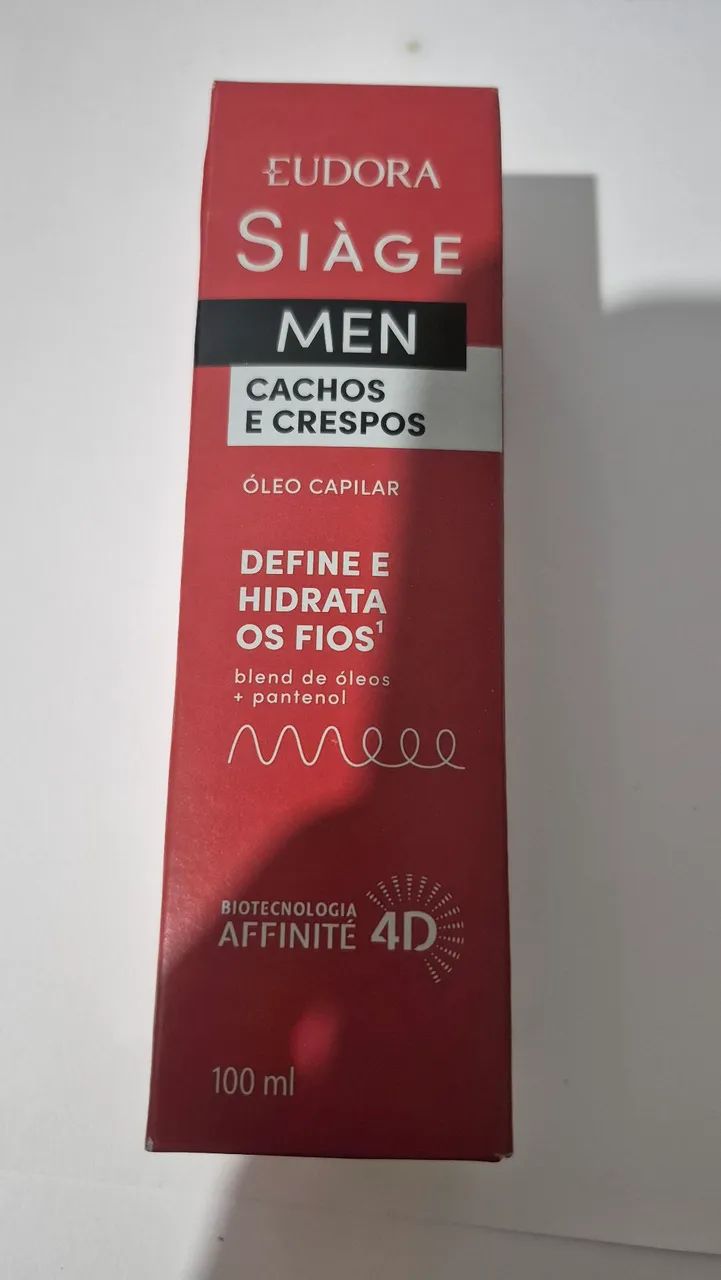 EUDORA
SIÀGE
MEN
CACHOS
E CRESPOS
ÓLEO CAPILAR
DEFINE E
HIDRATA
OS FIOS¹
blend de óleos
+ pantenol
BIOTECNOLOGIA
AFFINITÉ 4D
100 ml